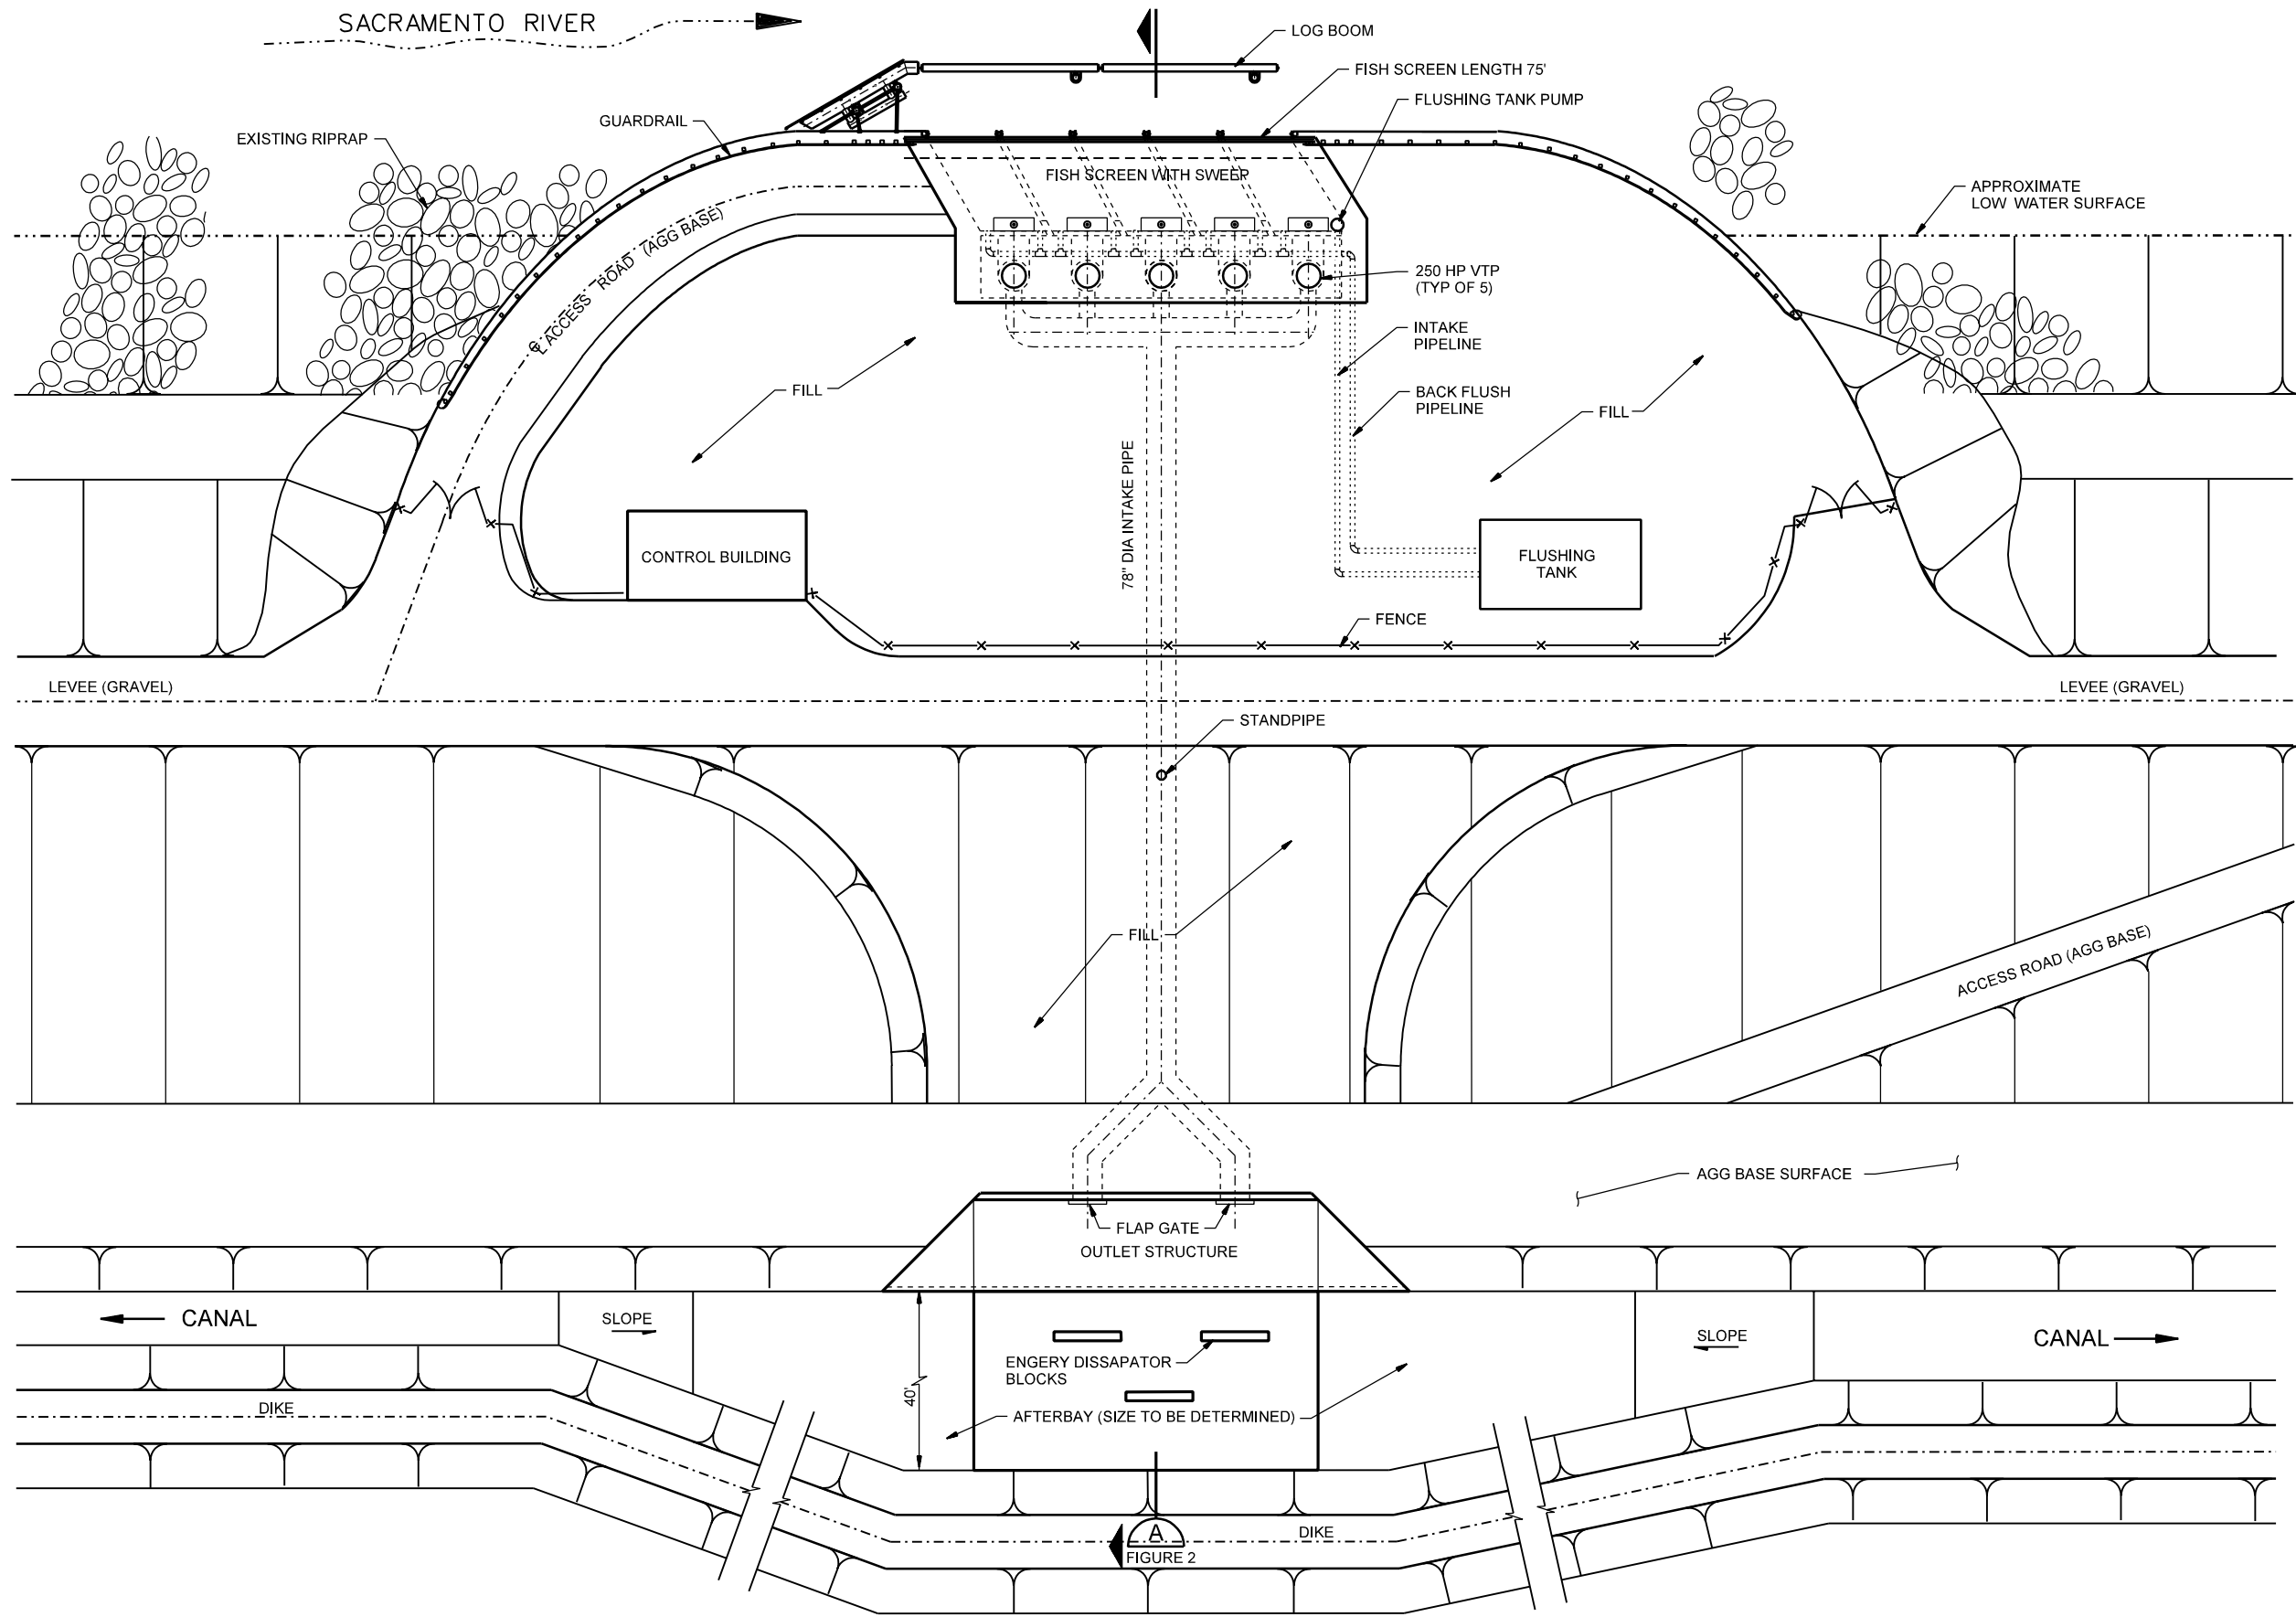 SACRAMENTO RIVER
LOG BOOM
FISH SCREEN LENGTH 75'
FLUSHING TANK PUMP
GUARDRAIL
EXISTING RIPRAP
FISH SCREEN WITH SWEEP
APPROXIMATE
LOW WATER SURFACE
℄ ACCESS ROAD (AGG BASE)
250 HP VTP
(TYP OF 5)
INTAKE
PIPELINE
FILL
BACK FLUSH
PIPELINE
FILL
78" DIA INTAKE PIPE
CONTROL BUILDING
FLUSHING
TANK
FENCE
LEVEE (GRAVEL)
LEVEE (GRAVEL)
STANDPIPE
FILL
ACCESS ROAD (AGG BASE)
AGG BASE SURFACE
FLAP GATE
OUTLET STRUCTURE
CANAL
SLOPE
SLOPE
CANAL
ENGERY DISSAPATOR
BLOCKS
40'
DIKE
AFTERBAY (SIZE TO BE DETERMINED)
A
DIKE
FIGURE 2